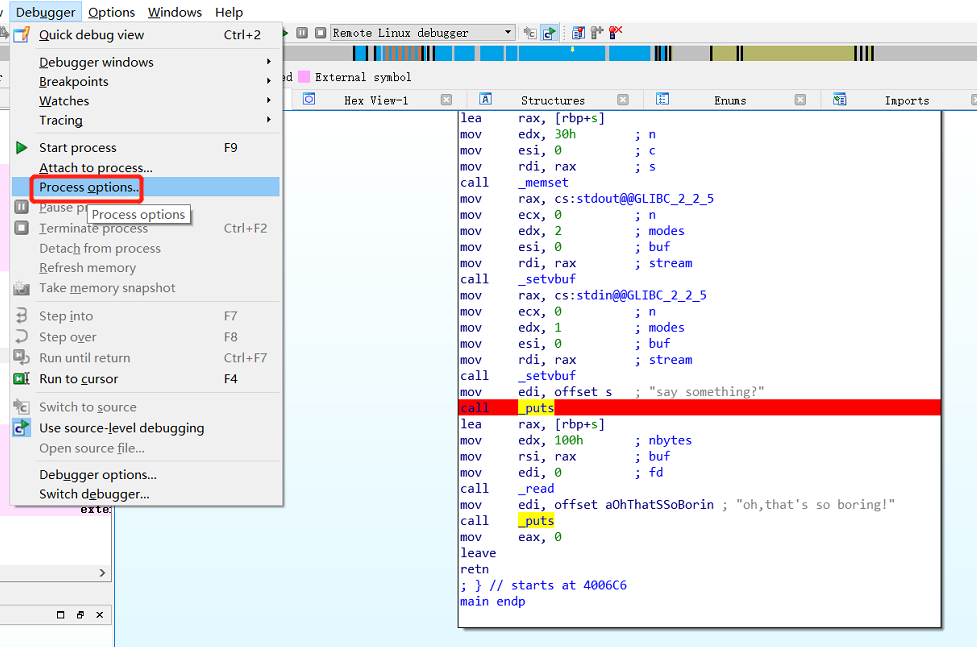 Debugger Options Windows Help
Quick debug view Ctrl+2
Remote Linux debugger
Debugger windows
ed External symbol
Breakpoints
Watches
Hex View-1 Structures Enums Imports
Tracing
Start process F9
Attach to process...
Process options...
Pause pr
Process options
Terminate process Ctrl+F2
Detach from process
Refresh memory
Take memory snapshot
Step into F7
Step over F8
Run until return Ctrl+F7
Run to cursor F4
Switch to source
Use source-level debugging
Open source file...
Debugger options...
Switch debugger...
exte
lea rax, [rbp+s]
mov edx, 30h ; n
mov esi, 0 ; c
mov rdi, rax ; s
call _memset
mov rax, cs:stdout@@GLIBC_2_2_5
mov ecx, 0 ; n
mov edx, 2 ; modes
mov esi, 0 ; buf
mov rdi, rax ; stream
call _setvbuf
mov rax, cs:stdin@@GLIBC_2_2_5
mov ecx, 0 ; n
mov edx, 1 ; modes
mov esi, 0 ; buf
mov rdi, rax ; stream
call _setvbuf
mov edi, offset s ; "say something?"
call _puts
lea rax, [rbp+s]
mov edx, 100h ; nbytes
mov rsi, rax ; buf
mov edi, 0 ; fd
call _read
mov edi, offset aOhThatSSoBorin ; "oh,that's so boring!"
call _puts
mov eax, 0
leave
retn
; } // starts at 4006C6
main endp